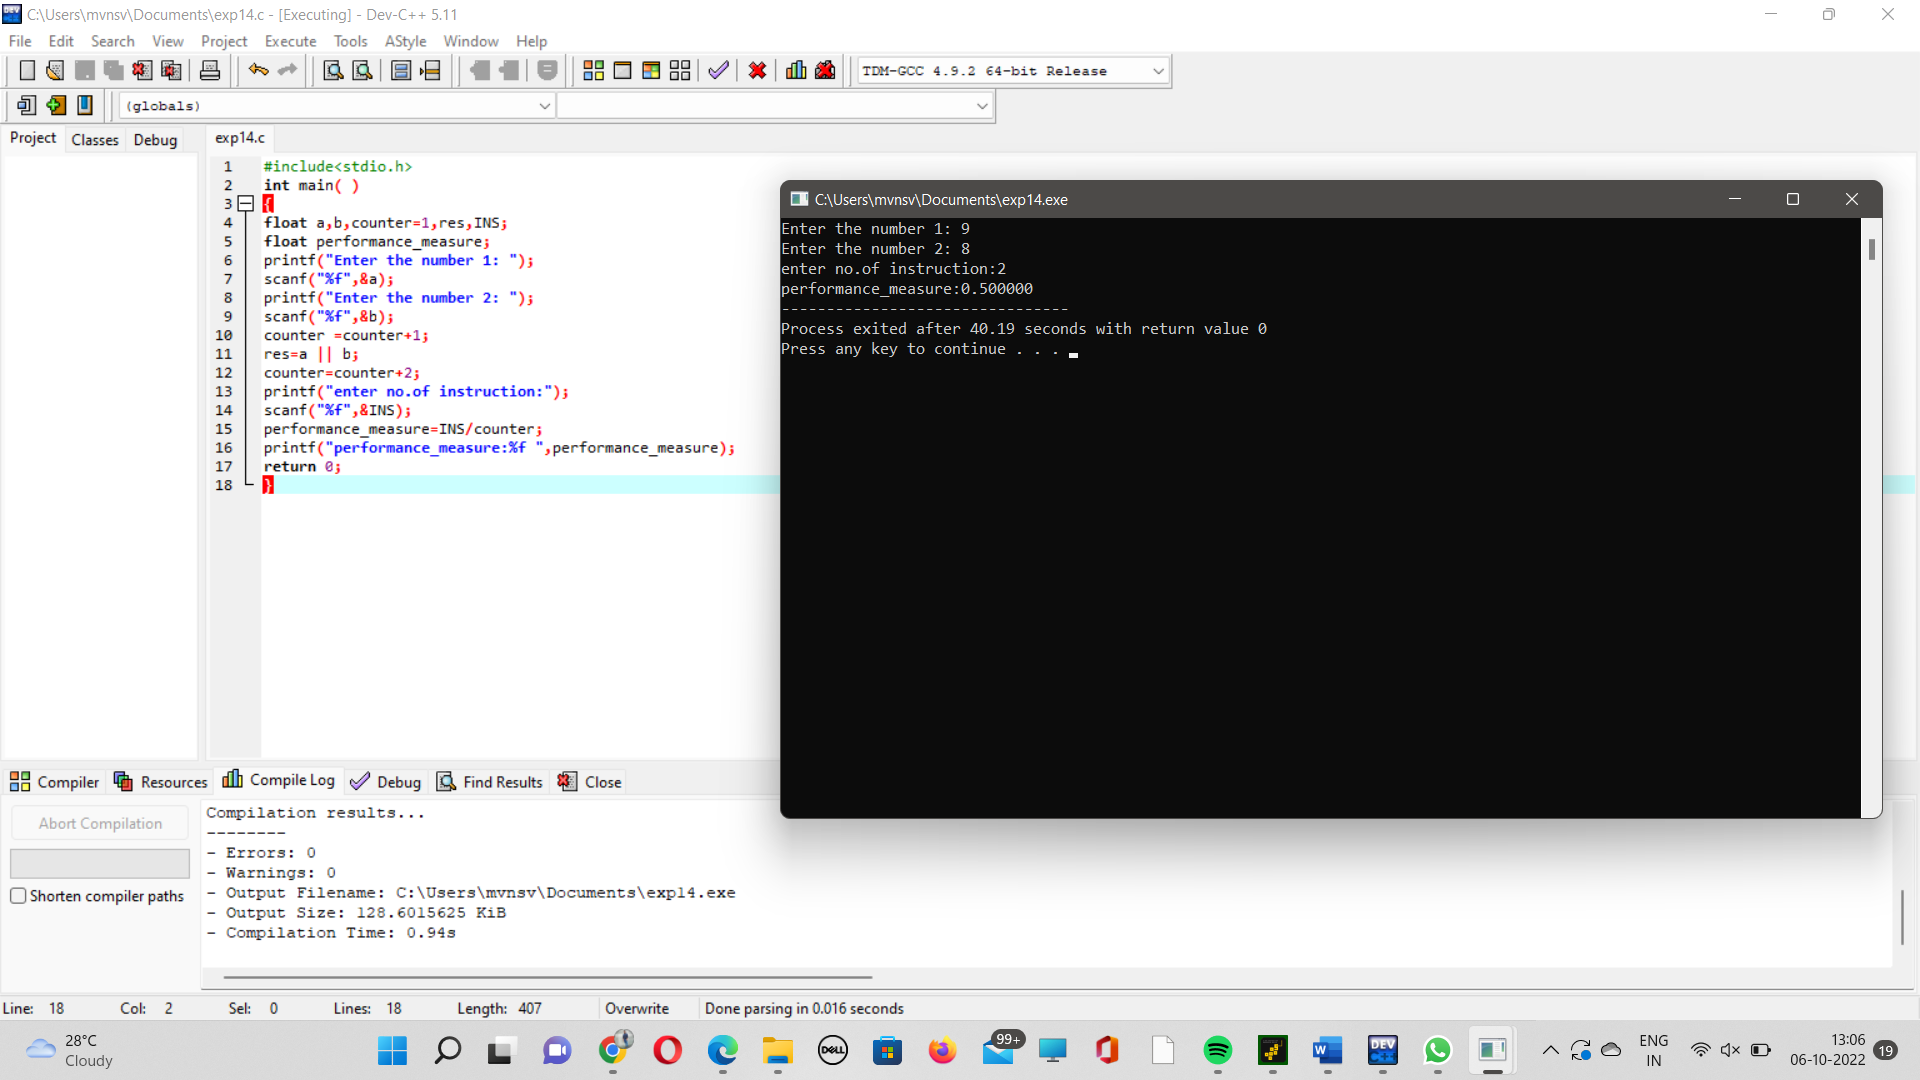 C:\Users\mvnsv\Documents\exp14.c - [Executing] - Dev-C++ 5.11
File Edit Search View Project Execute Tools AStyle Window Help
TDM-GCC 4.9.2 64-bit Release
(globals)
Project Classes Debug exp14.c
1 #include<stdio.h>
2 int main( )
3 {
4 float a,b,counter=1,res,INS;
5 float performance_measure;
6 printf("Enter the number 1: ");
7 scanf("%f",&a);
8 printf("Enter the number 2: ");
9 scanf("%f",&b);
10 counter =counter+1;
11 res=a || b;
12 counter=counter+2;
13 printf("enter no.of instruction:");
14 scanf("%f",&INS);
15 performance_measure=INS/counter;
16 printf("performance_measure:%f ",performance_measure);
17 return 0;
18 }
C:\Users\mvnsv\Documents\exp14.exe
Enter the number 1: 9
Enter the number 2: 8
enter no.of instruction:2
performance_measure:0.500000
--------------------------------
Process exited after 40.19 seconds with return value 0
Press any key to continue . . .
Compiler Resources Compile Log Debug Find Results Close
Abort Compilation
Shorten compiler paths
Compilation results...
--------
- Errors: 0
- Warnings: 0
- Output Filename: C:\Users\mvnsv\Documents\exp14.exe
- Output Size: 128.6015625 KiB
- Compilation Time: 0.94s
Line: 18 Col: 2 Sel: 0 Lines: 18 Length: 407 Overwrite Done parsing in 0.016 seconds
28°C
Cloudy
DELL
99+
W
DEV
C++
ENG
IN
13:06
06-10-2022
19